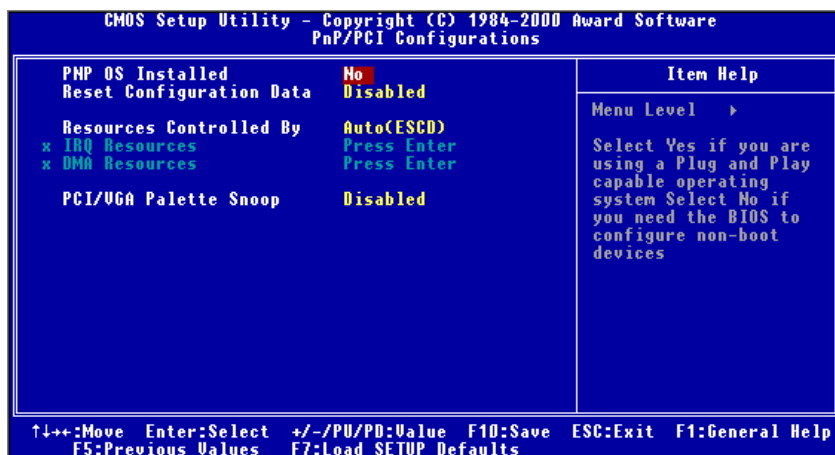 CMOS Setup Utility - Copyright (C) 1984-2000 Award Software
PnP/PCI Configurations
PNP OS Installed No
Reset Configuration Data Disabled
Resources Controlled By Auto(ESCD)
x IRQ Resources Press Enter
x DMA Resources Press Enter
PCI/VGA Palette Snoop Disabled
Item Help
Menu Level ▸
Select Yes if you are
using a Plug and Play
capable operating
system Select No if
you need the BIOS to
configure non-boot
devices
↑↓→←:Move Enter:Select +/-/PU/PD:Value F10:Save ESC:Exit F1:General Help
F5:Previous Values F7:Load SETUP Defaults